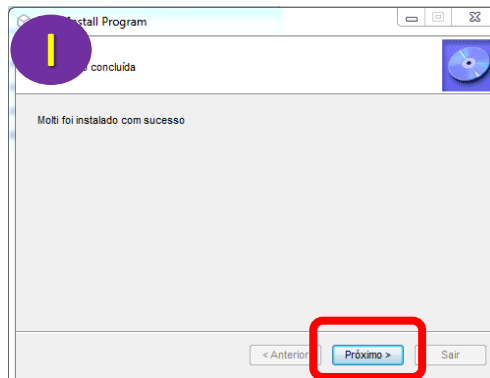 I
Install Program
concluída
Molti foi instalado com sucesso
< Anterior
Próximo >
Sair